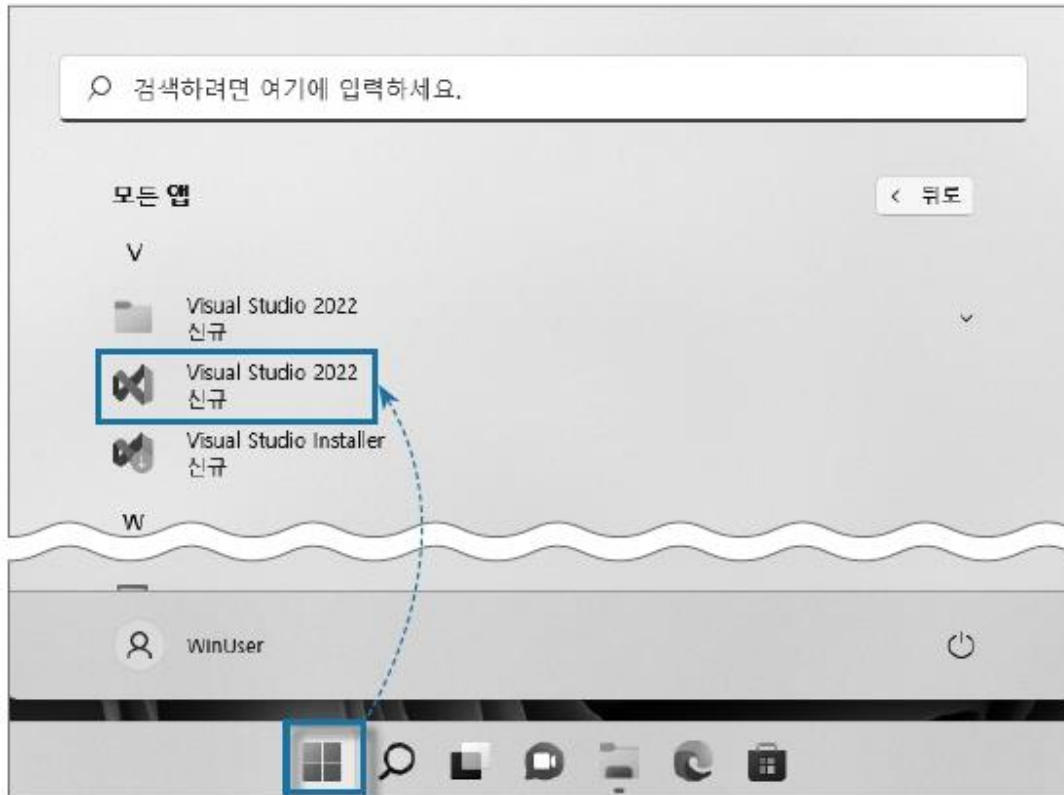 검색하려면 여기에 입력하세요.
모든 앱
< 뒤로
V
Visual Studio 2022
신규
Visual Studio 2022
신규
Visual Studio Installer
신규
W
WinUser